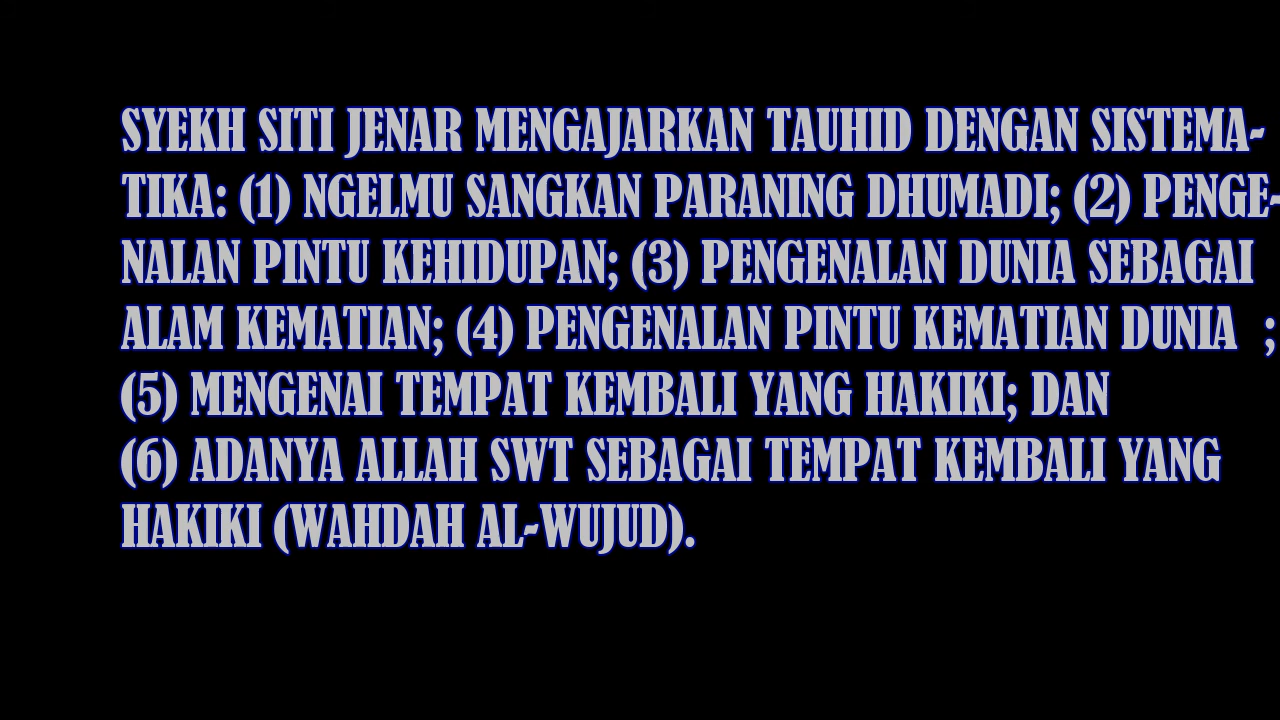 SYEKH SITI JENAR MENGAJARKAN TAUHID DENGAN SISTEMA-
TIKA: (1) NGELMU SANGKAN PARANING DHUMADI; (2) PENGE-
NALAN PINTU KEHIDUPAN; (3) PENGENALAN DUNIA SEBAGAI
ALAM KEMATIAN; (4) PENGENALAN PINTU KEMATIAN DUNIA ;
(5) MENGENAI TEMPAT KEMBALI YANG HAKIKI; DAN
(6) ADANYA ALLAH SWT SEBAGAI TEMPAT KEMBALI YANG
HAKIKI (WAHDAH AL-WUJUD).